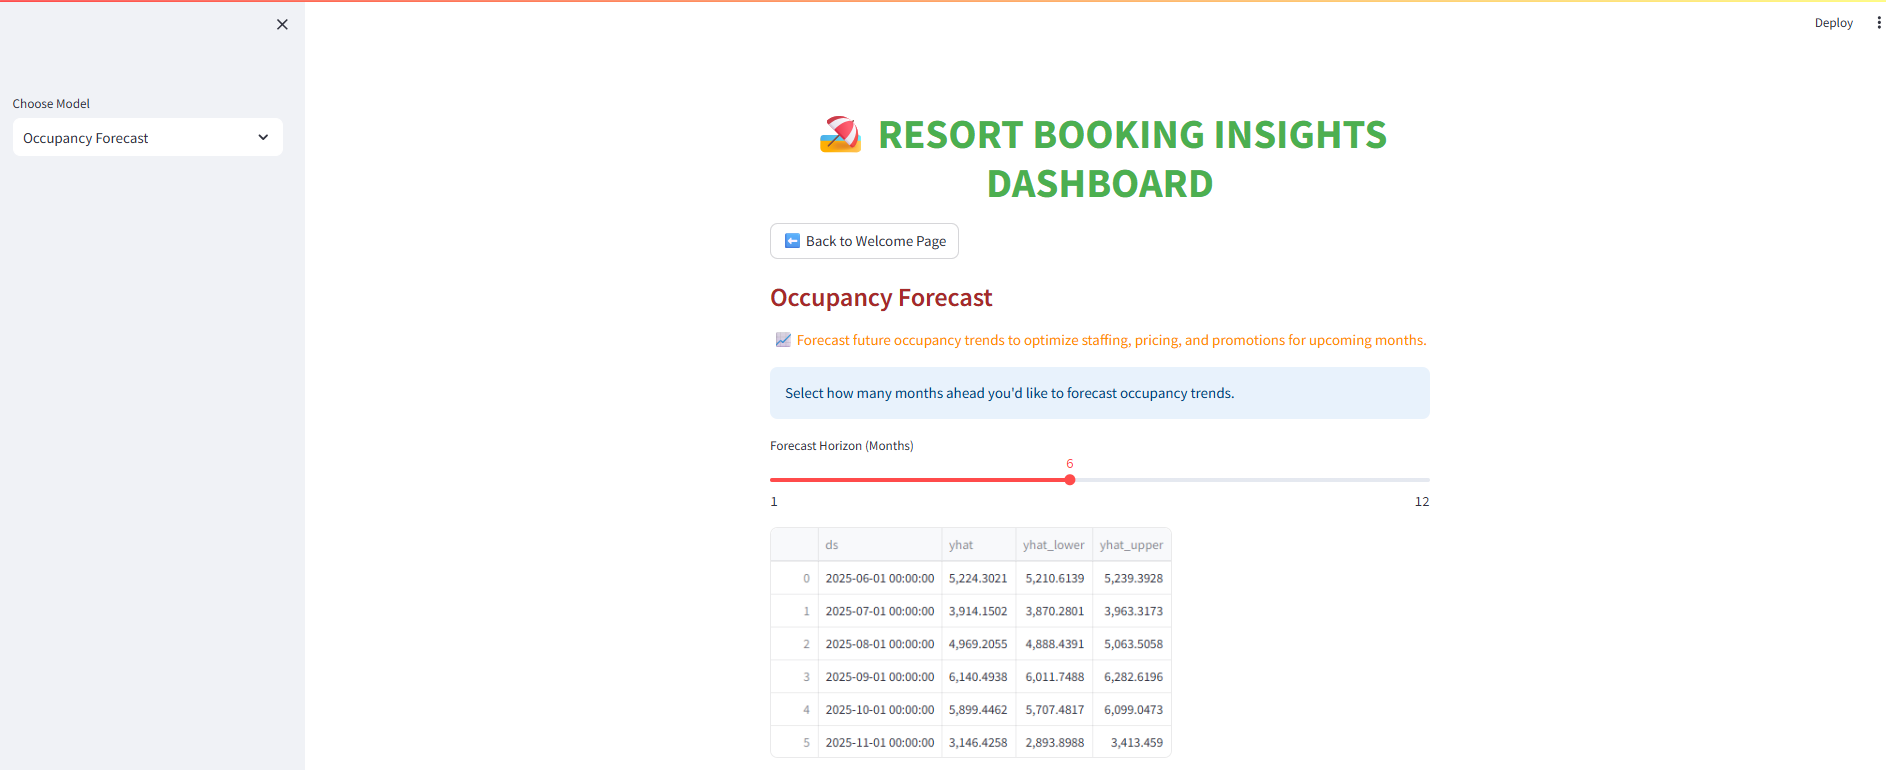 Deploy
Choose Model
Occupancy Forecast
RESORT BOOKING INSIGHTS
DASHBOARD
Back to Welcome Page
Occupancy Forecast
Forecast future occupancy trends to optimize staffing, pricing, and promotions for upcoming months.
Select how many months ahead you'd like to forecast occupancy trends.
Forecast Horizon (Months)
6
1 12
ds yhat yhat_lower yhat_upper
0 2025-06-01 00:00:00 5,224.3021 5,210.6139 5,239.3928
1 2025-07-01 00:00:00 3,914.1502 3,870.2801 3,963.3173
2 2025-08-01 00:00:00 4,969.2055 4,888.4391 5,063.5058
3 2025-09-01 00:00:00 6,140.4938 6,011.7488 6,282.6196
4 2025-10-01 00:00:00 5,899.4462 5,707.4817 6,099.0473
5 2025-11-01 00:00:00 3,146.4258 2,893.8988 3,413.459